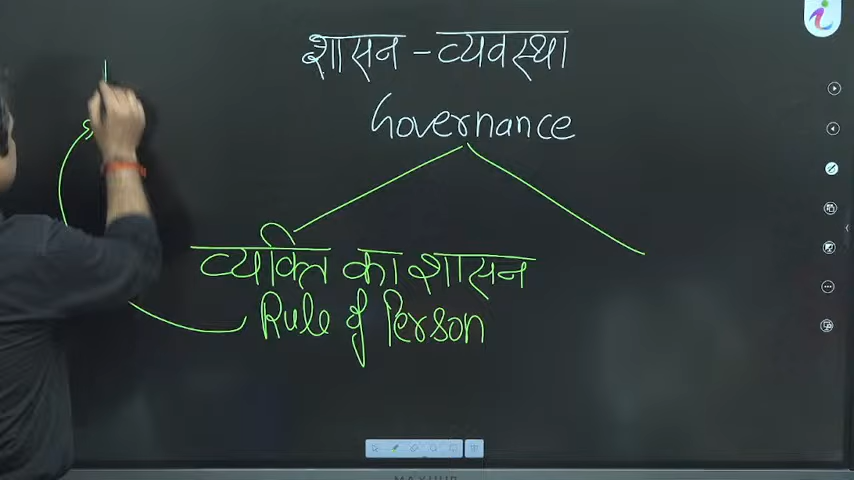 शासन - व्यवस्था
Governance
व्यक्ति का शासन
Rule of Person